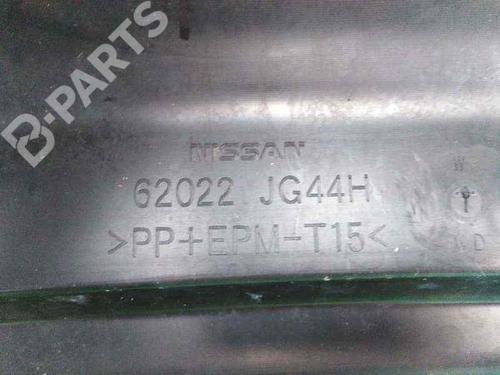 B-PARTS
NISSAN
62022 JG44H
>PP+EPM-T15<
W
D